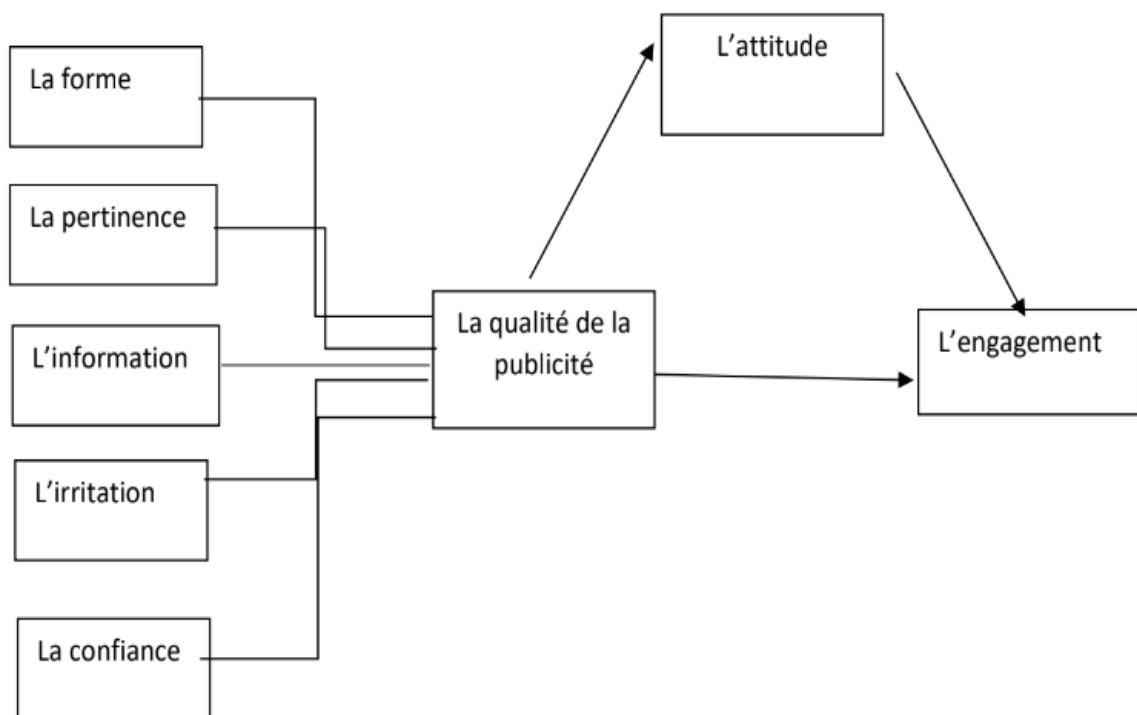 La forme
La pertinence
L'information
L'irritation
La confiance
La qualité de la
publicité
L'attitude
L'engagement